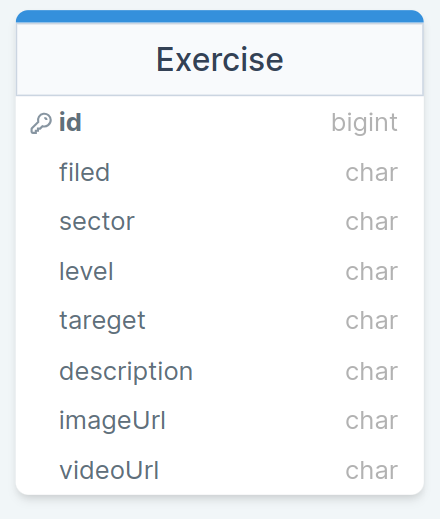 Exercise
id bigint
filed char
sector char
level char
tareget char
description char
imageUrl char
videoUrl char